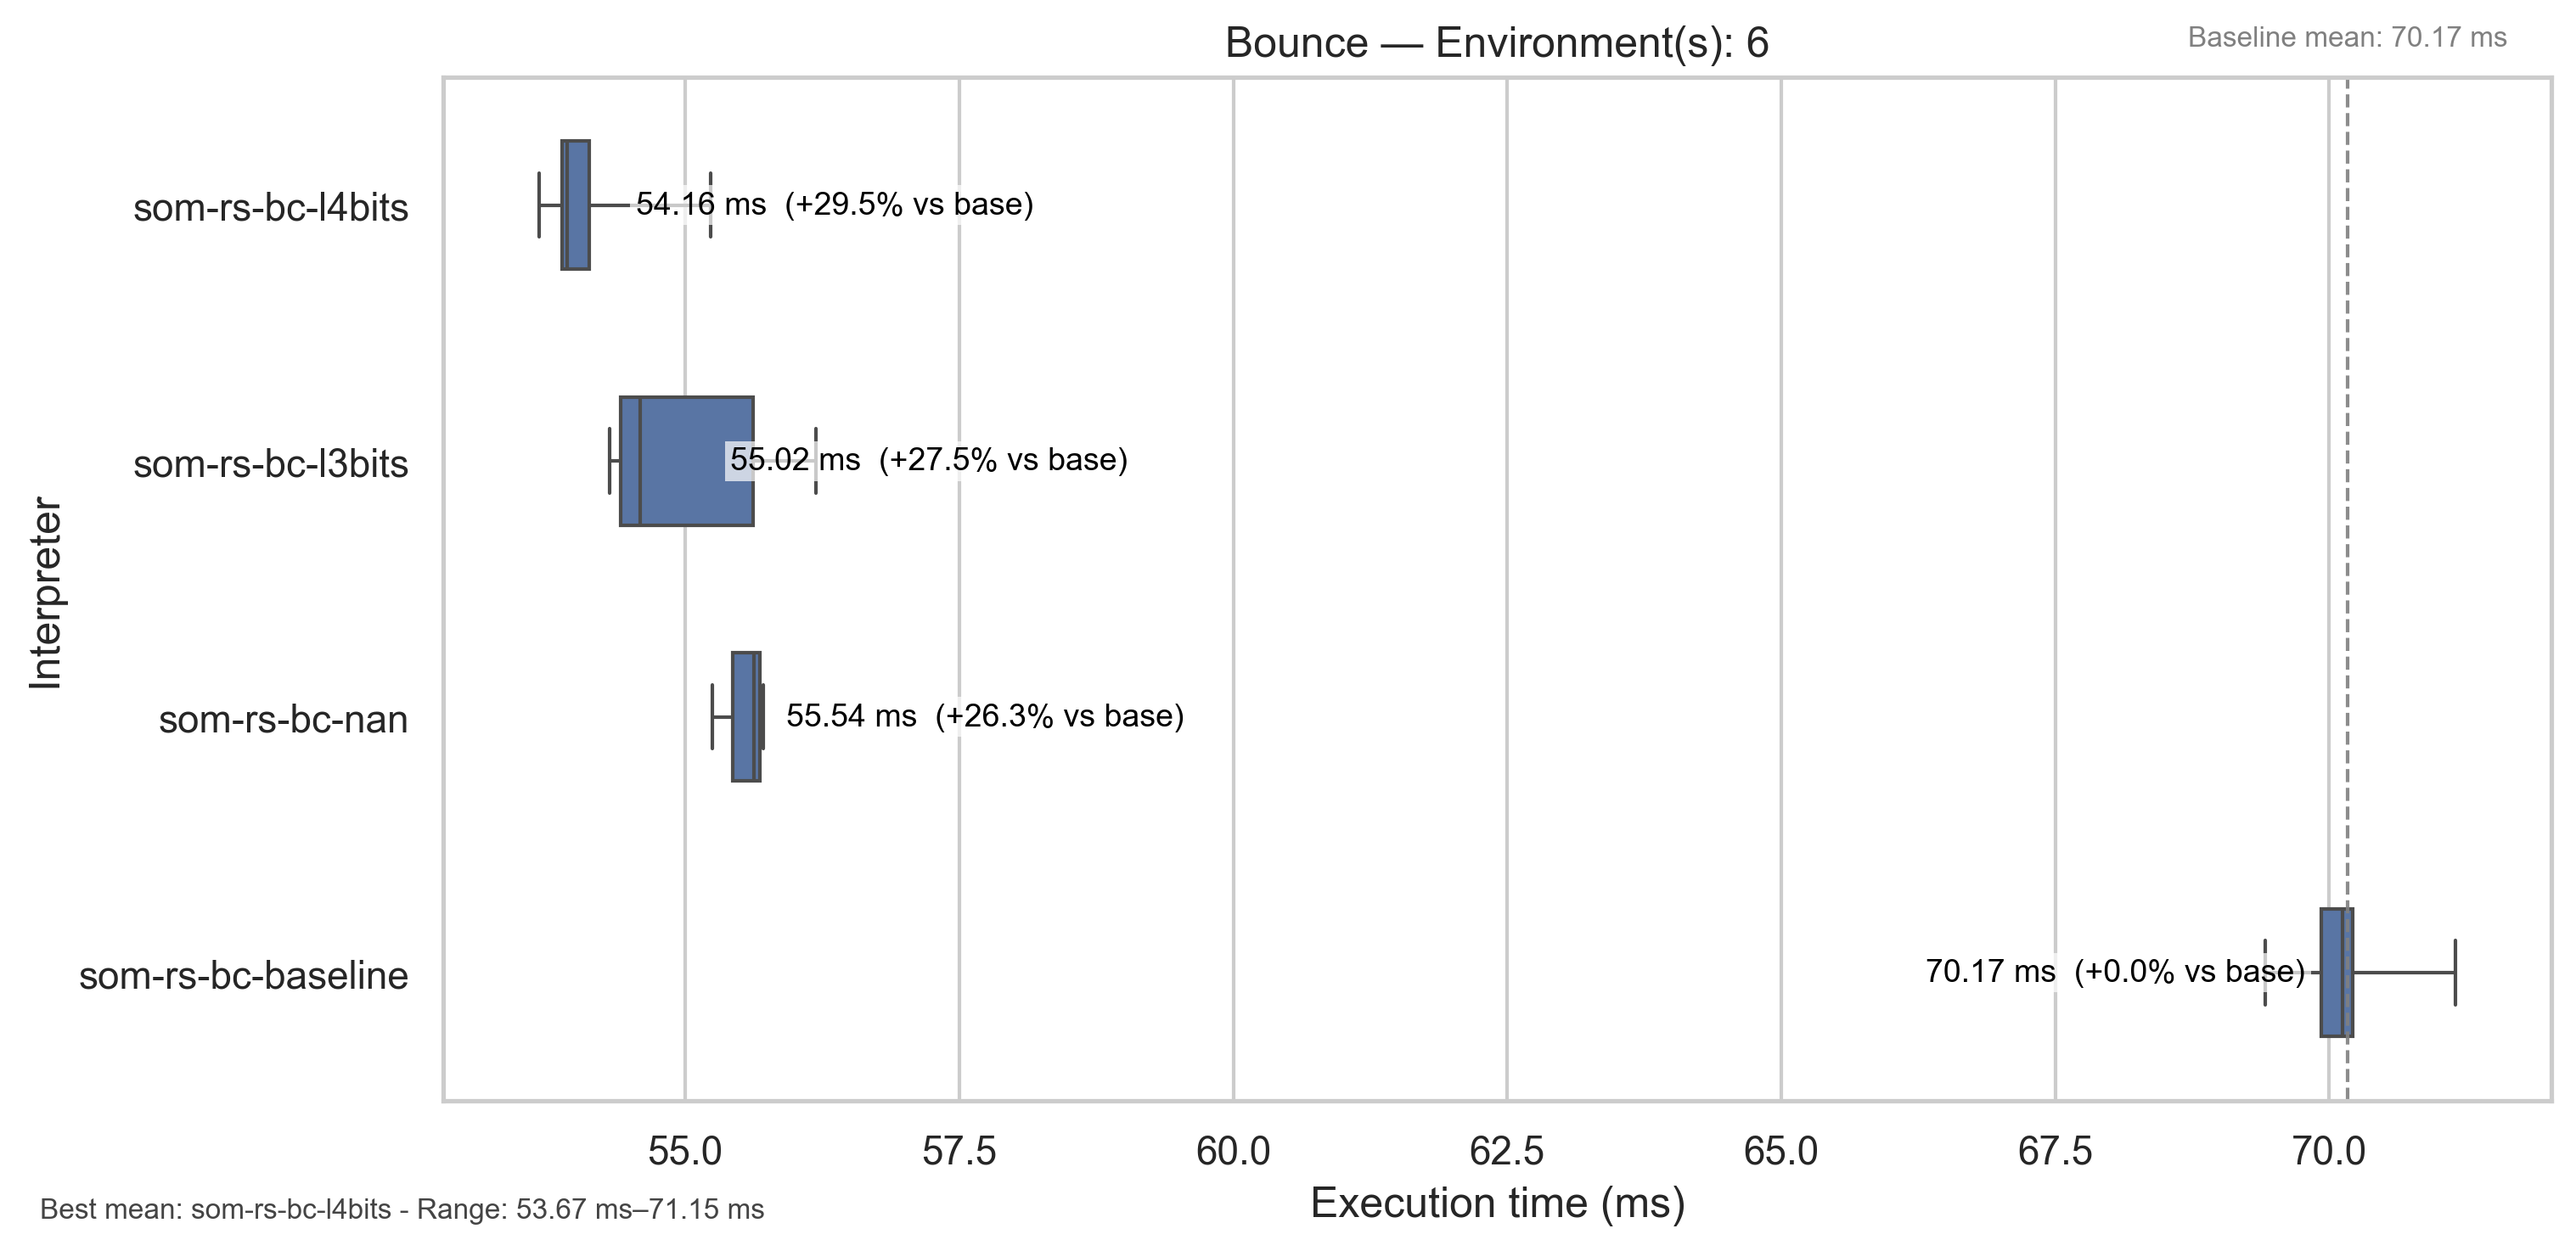 Bounce — Environment(s): 6
Baseline mean: 70.17 ms
Interpreter
som-rs-bc-l4bits
54.16 ms (+29.5% vs base)
som-rs-bc-l3bits
55.02 ms (+27.5% vs base)
som-rs-bc-nan
55.54 ms (+26.3% vs base)
som-rs-bc-baseline
70.17 ms (+0.0% vs base)
55.0 57.5 60.0 62.5 65.0 67.5 70.0
Execution time (ms)
Best mean: som-rs-bc-l4bits - Range: 53.67 ms–71.15 ms